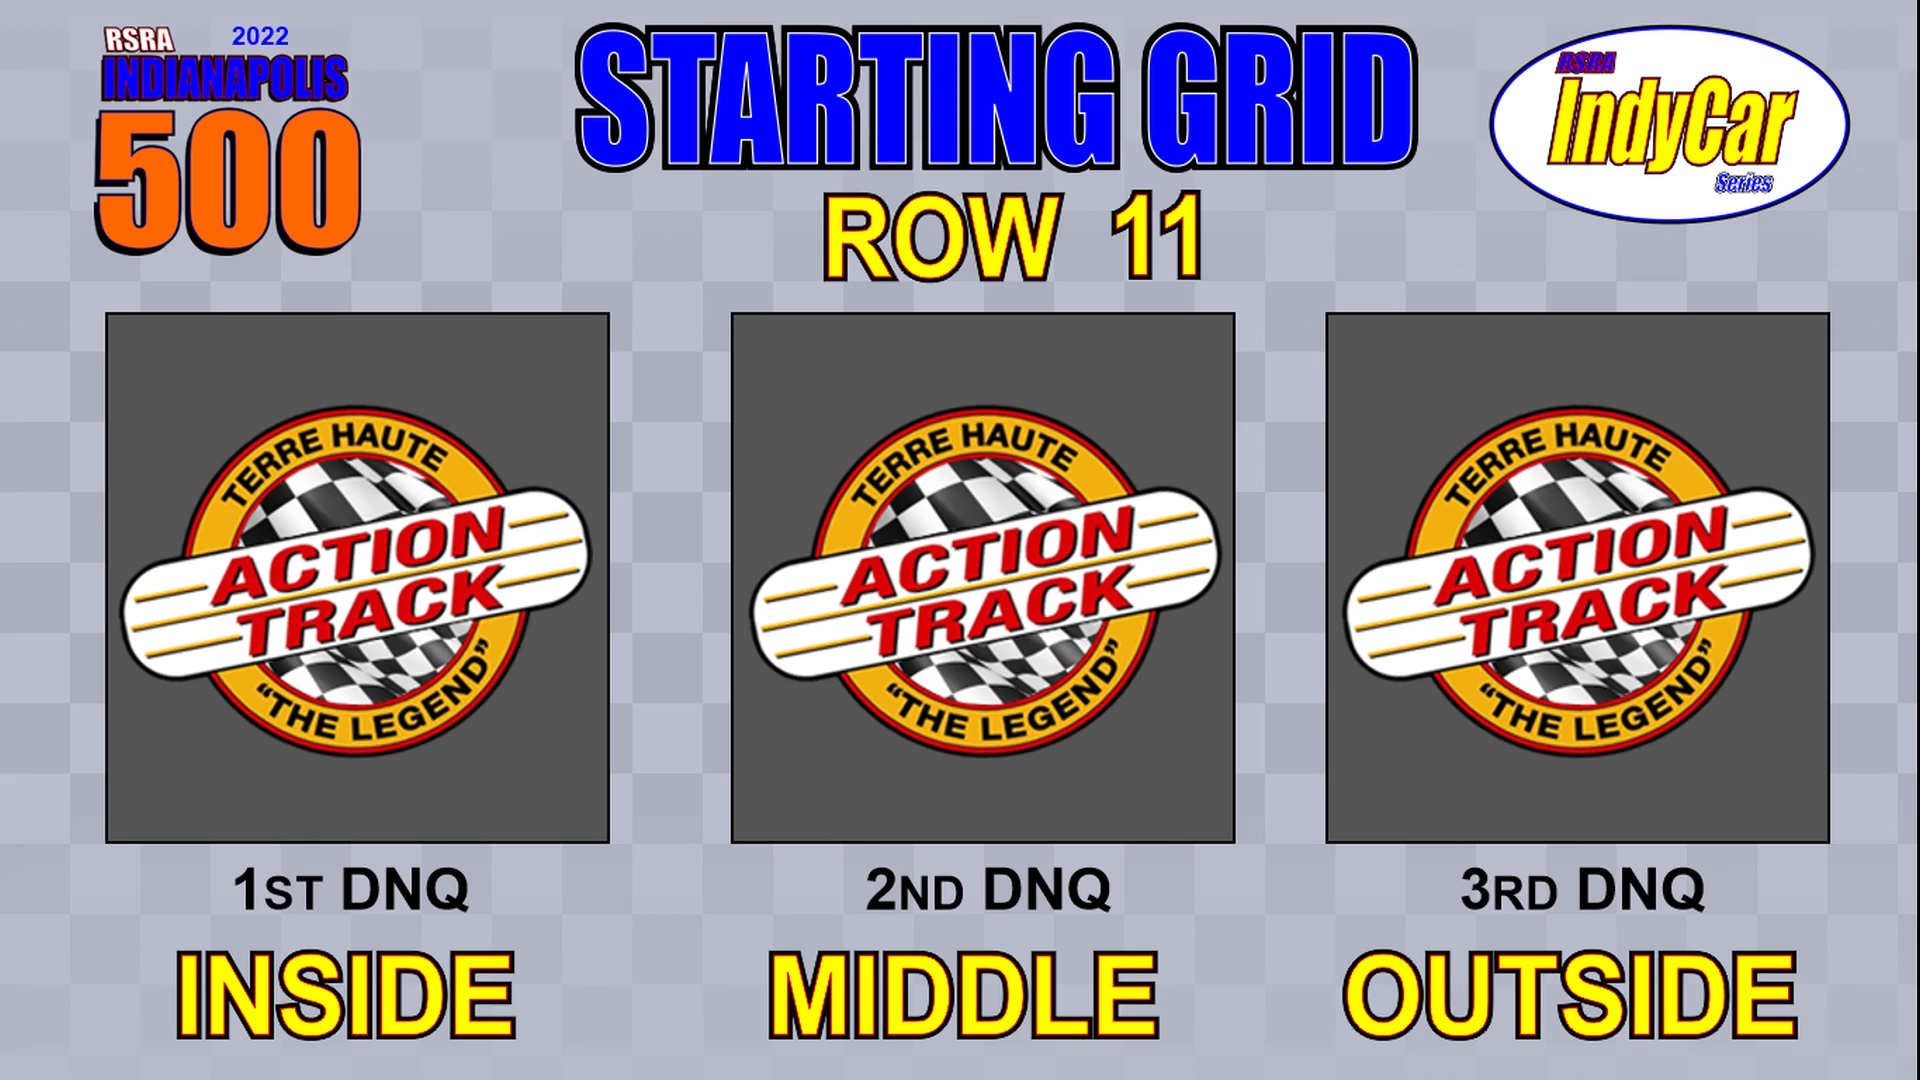 RSRA 2022
INDIANAPOLIS
500
STARTING GRID
ROW 11
RSRA
IndyCar
Series
TERRE HAUTE
ACTION
TRACK
“THE LEGEND”
TERRE HAUTE
ACTION
TRACK
“THE LEGEND”
TERRE HAUTE
ACTION
TRACK
“THE LEGEND”
1ST DNQ
2ND DNQ
3RD DNQ
INSIDE
MIDDLE
OUTSIDE